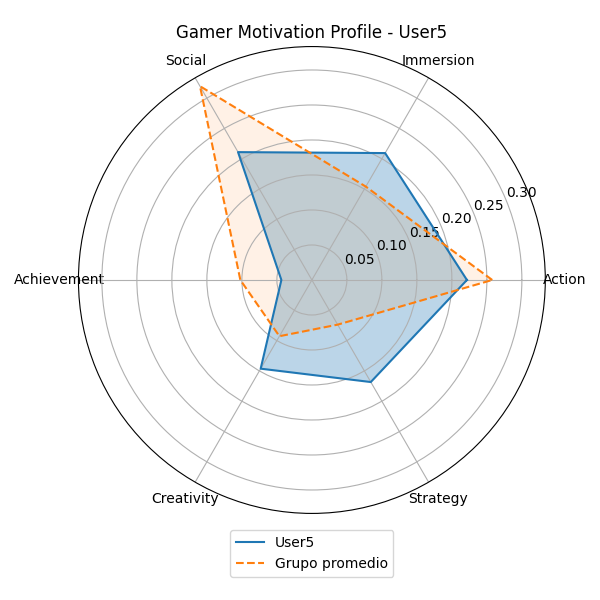 Gamer Motivation Profile - User5
Social
Immersion
0.30
0.25
0.20
0.15
0.10
0.05
Achievement
Action
Creativity
Strategy
User5
Grupo promedio